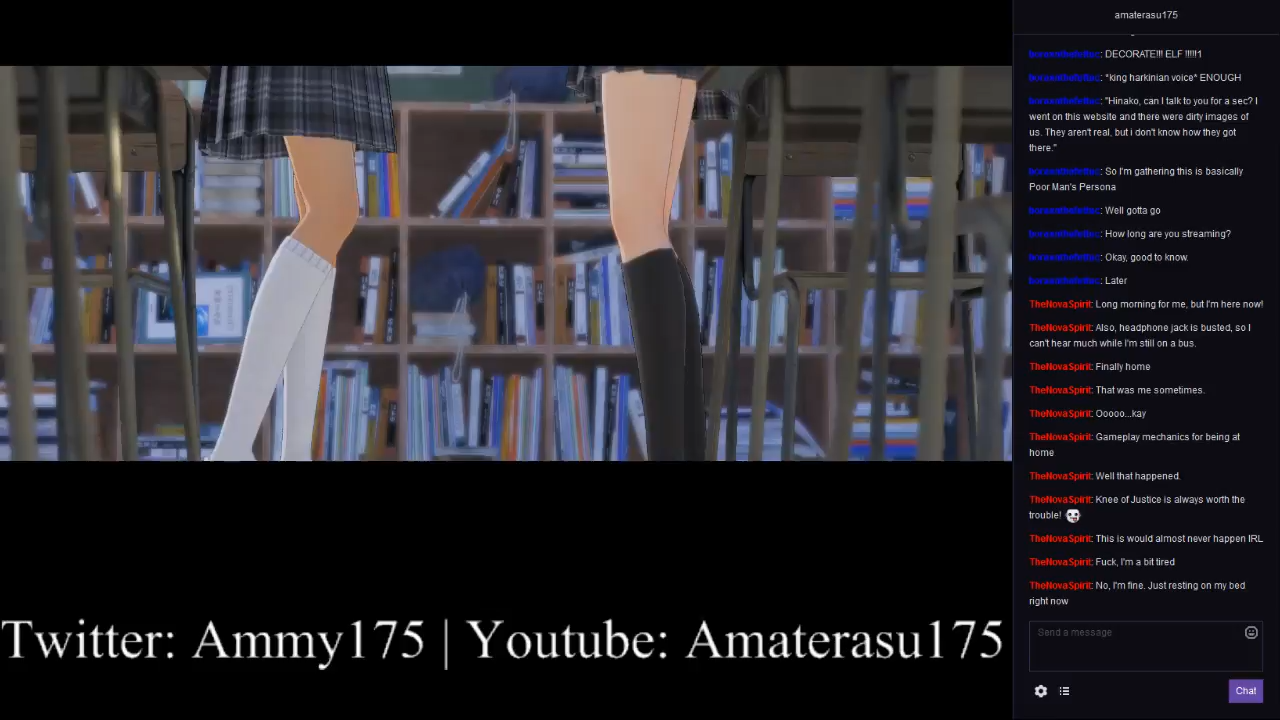 amaterasu175
: DECORATE!!! ELF !!!!!1
: *king harkinian voice* ENOUGH
: "Hinako, can I talk to you for a sec? I
went on this website and there were dirty images of
us. They aren't real, but i don't know how they got
there."
: So I'm gathering this is basically
Poor Man's Persona
: Well gotta go
: How long are you streaming?
: Okay, good to know.
: Later
TheNovaSpirit: Long morning for me, but I'm here now!
TheNovaSpirit: Also, headphone jack is busted, so I
can't hear much while I'm still on a bus.
TheNovaSpirit: Finally home
TheNovaSpirit: That was me sometimes.
TheNovaSpirit: Ooooo...kay
TheNovaSpirit: Gameplay mechanics for being at
home
TheNovaSpirit: Well that happened.
TheNovaSpirit: Knee of Justice is always worth the
trouble!
TheNovaSpirit: This is would almost never happen IRL
TheNovaSpirit: Fuck, I'm a bit tired
TheNovaSpirit: No, I'm fine. Just resting on my bed
right now
Send a message
Chat
Twitter: Ammy175 | Youtube: Amaterasu175